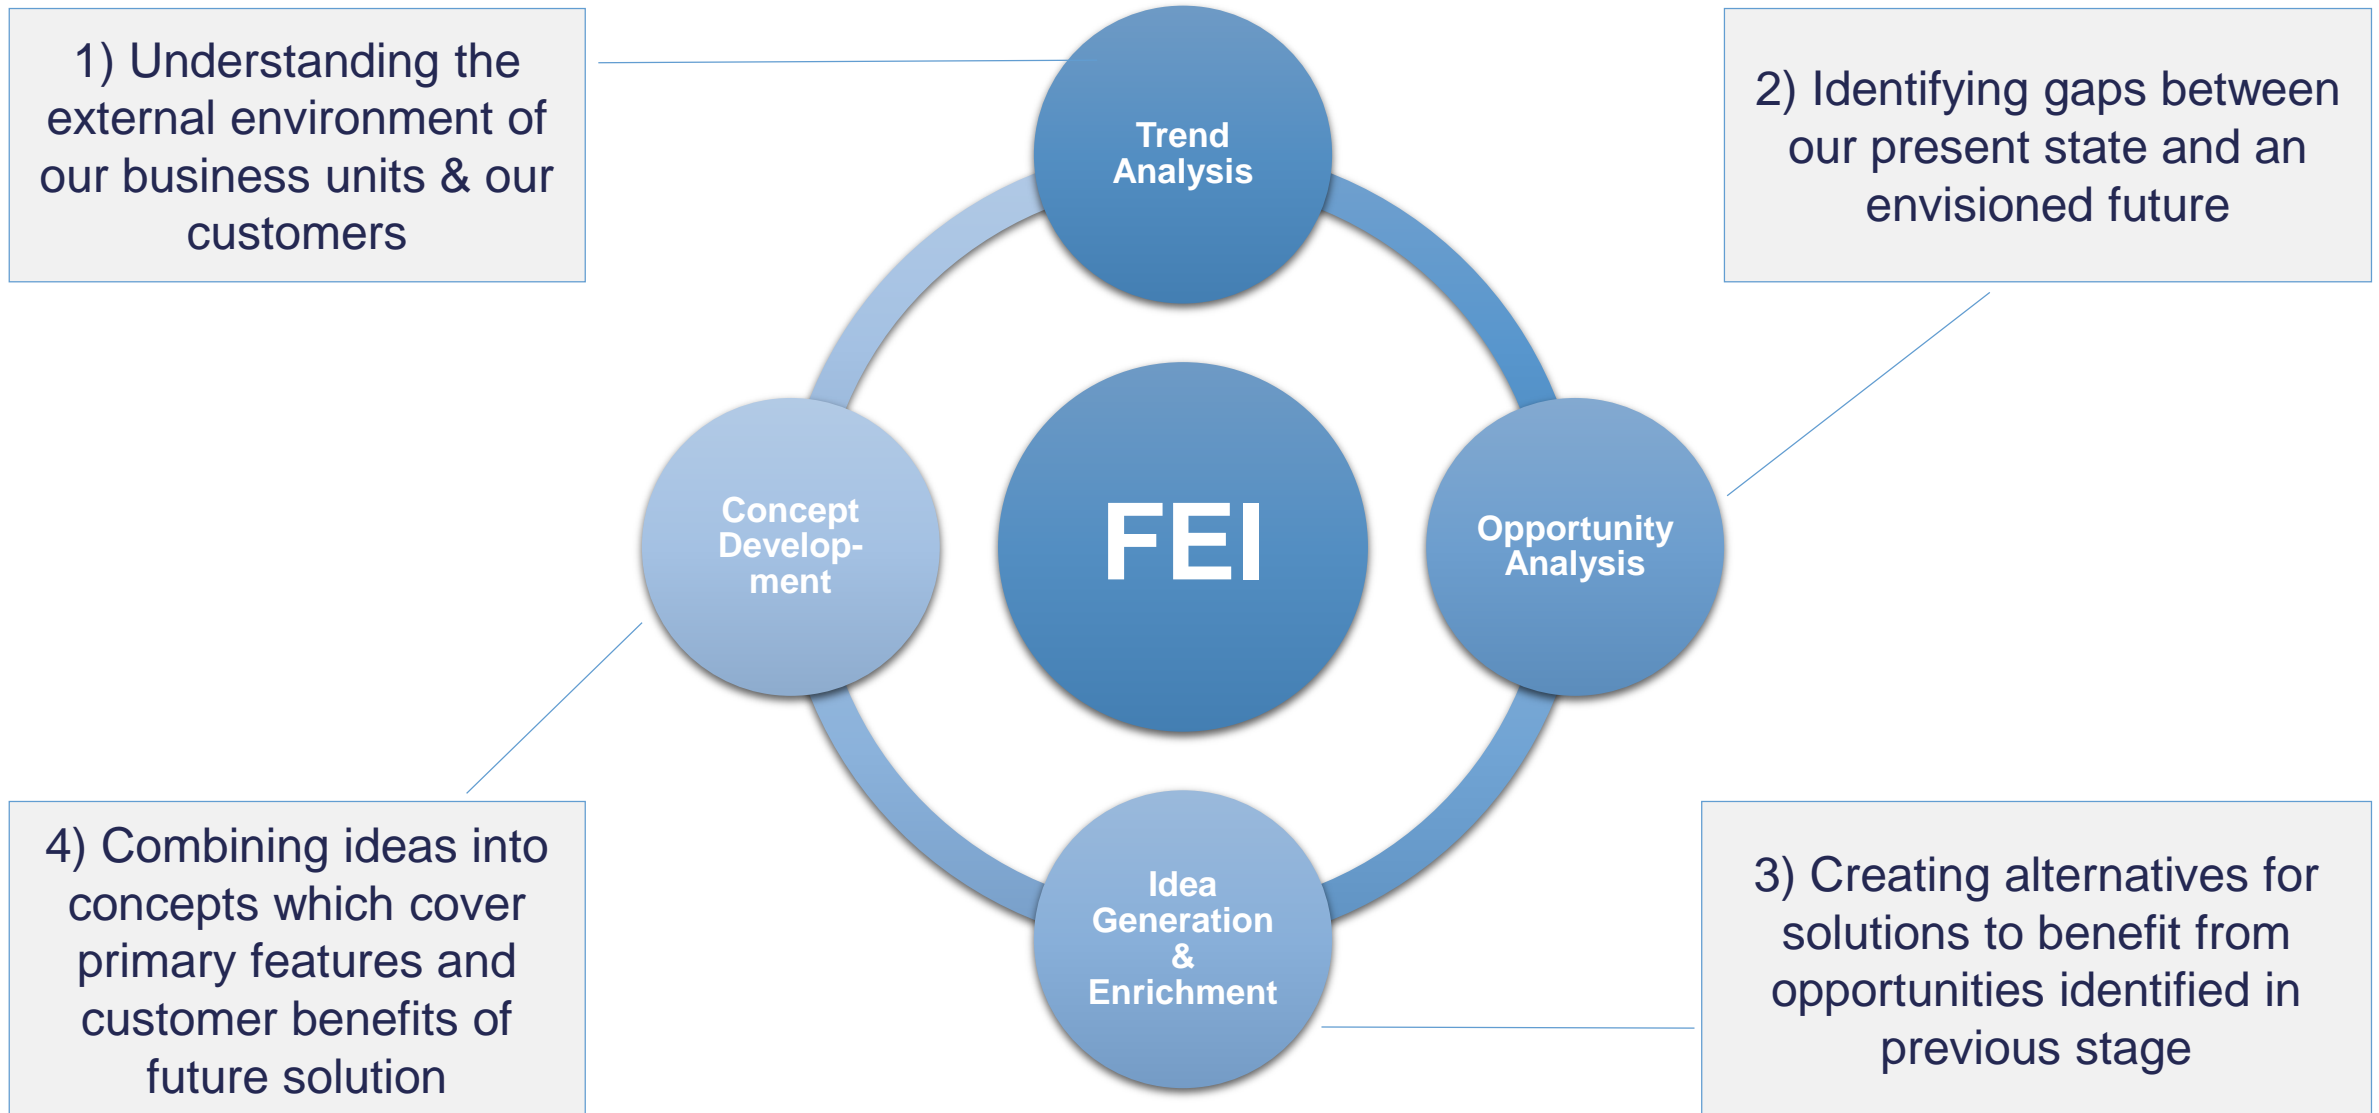 1) Understanding the
external environment of
our business units & our
customers
Trend
Analysis
2) Identifying gaps between
our present state and an
envisioned future
Concept
Develop-
ment
FEI
Opportunity
Analysis
4) Combining ideas into
concepts which cover
primary features and
customer benefits of
future solution
Idea
Generation
&
Enrichment
3) Creating alternatives for
solutions to benefit from
opportunities identified in
previous stage